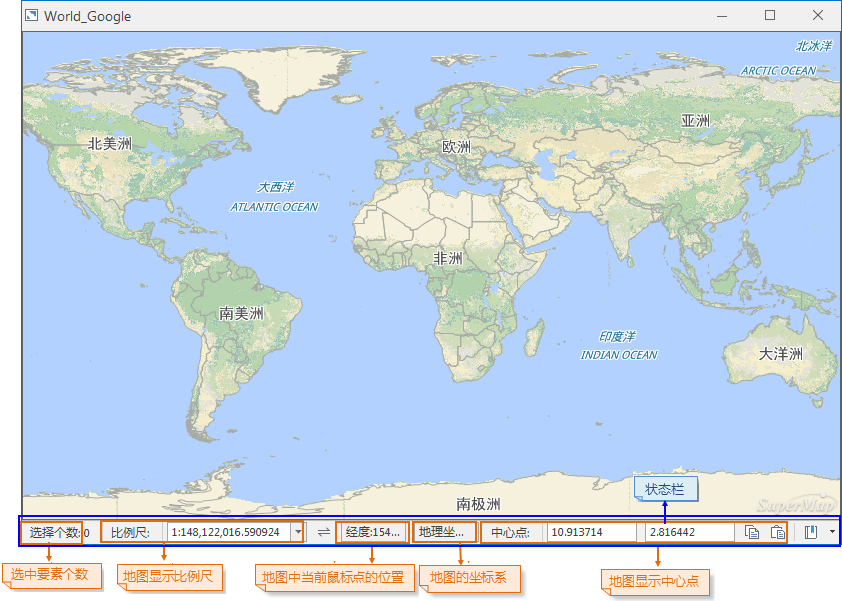 World_Google
北冰洋
ARCTIC OCEAN
亚洲
北美洲
欧洲
大西洋
ATLANTIC OCEAN
非洲
南美洲
印度洋
INDIAN OCEAN
大洋洲
南极洲
状态栏
SuperMap
选择个数: 0
比例尺: 1:148,122,016.590924
经度:154...
地理坐...
中心点: 10.913714 2.816442
选中要素个数
地图显示比例尺
地图中当前鼠标点的位置
地图的坐标系
地图显示中心点